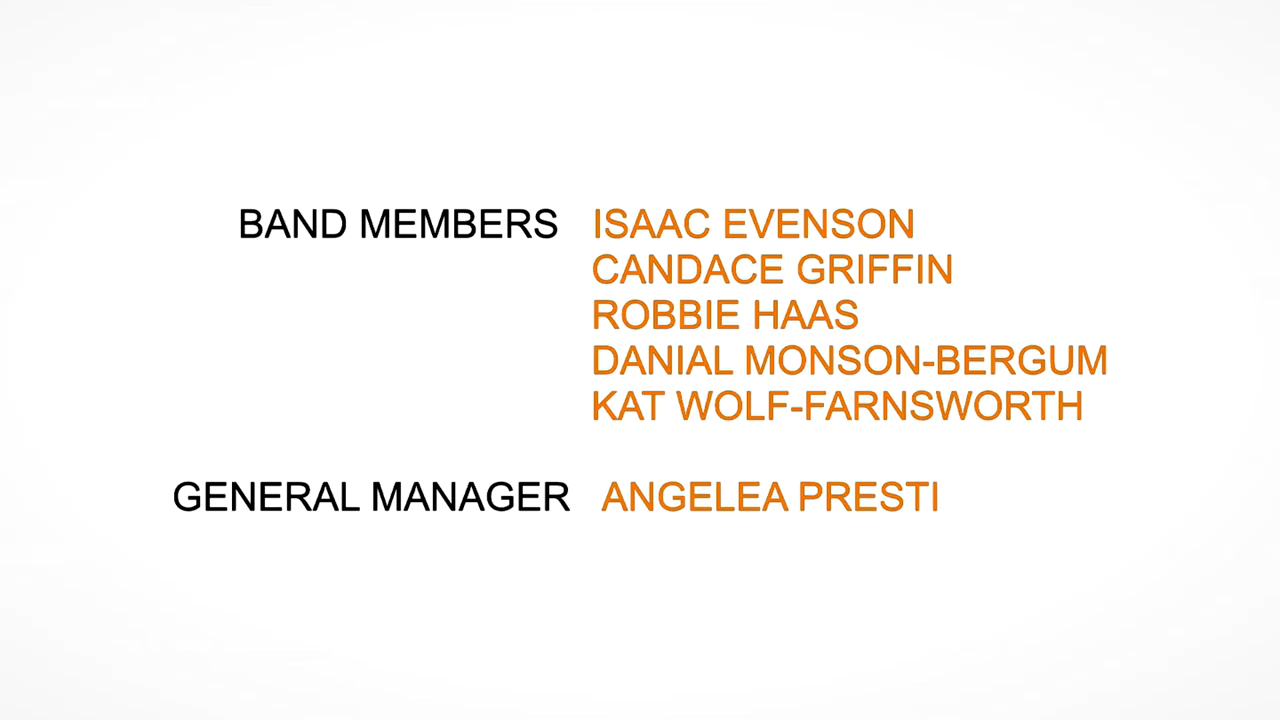 BAND MEMBERS ISAAC EVENSON
CANDACE GRIFFIN
ROBBIE HAAS
DANIAL MONSON-BERGUM
KAT WOLF-FARNSWORTH
GENERAL MANAGER ANGELEA PRESTI